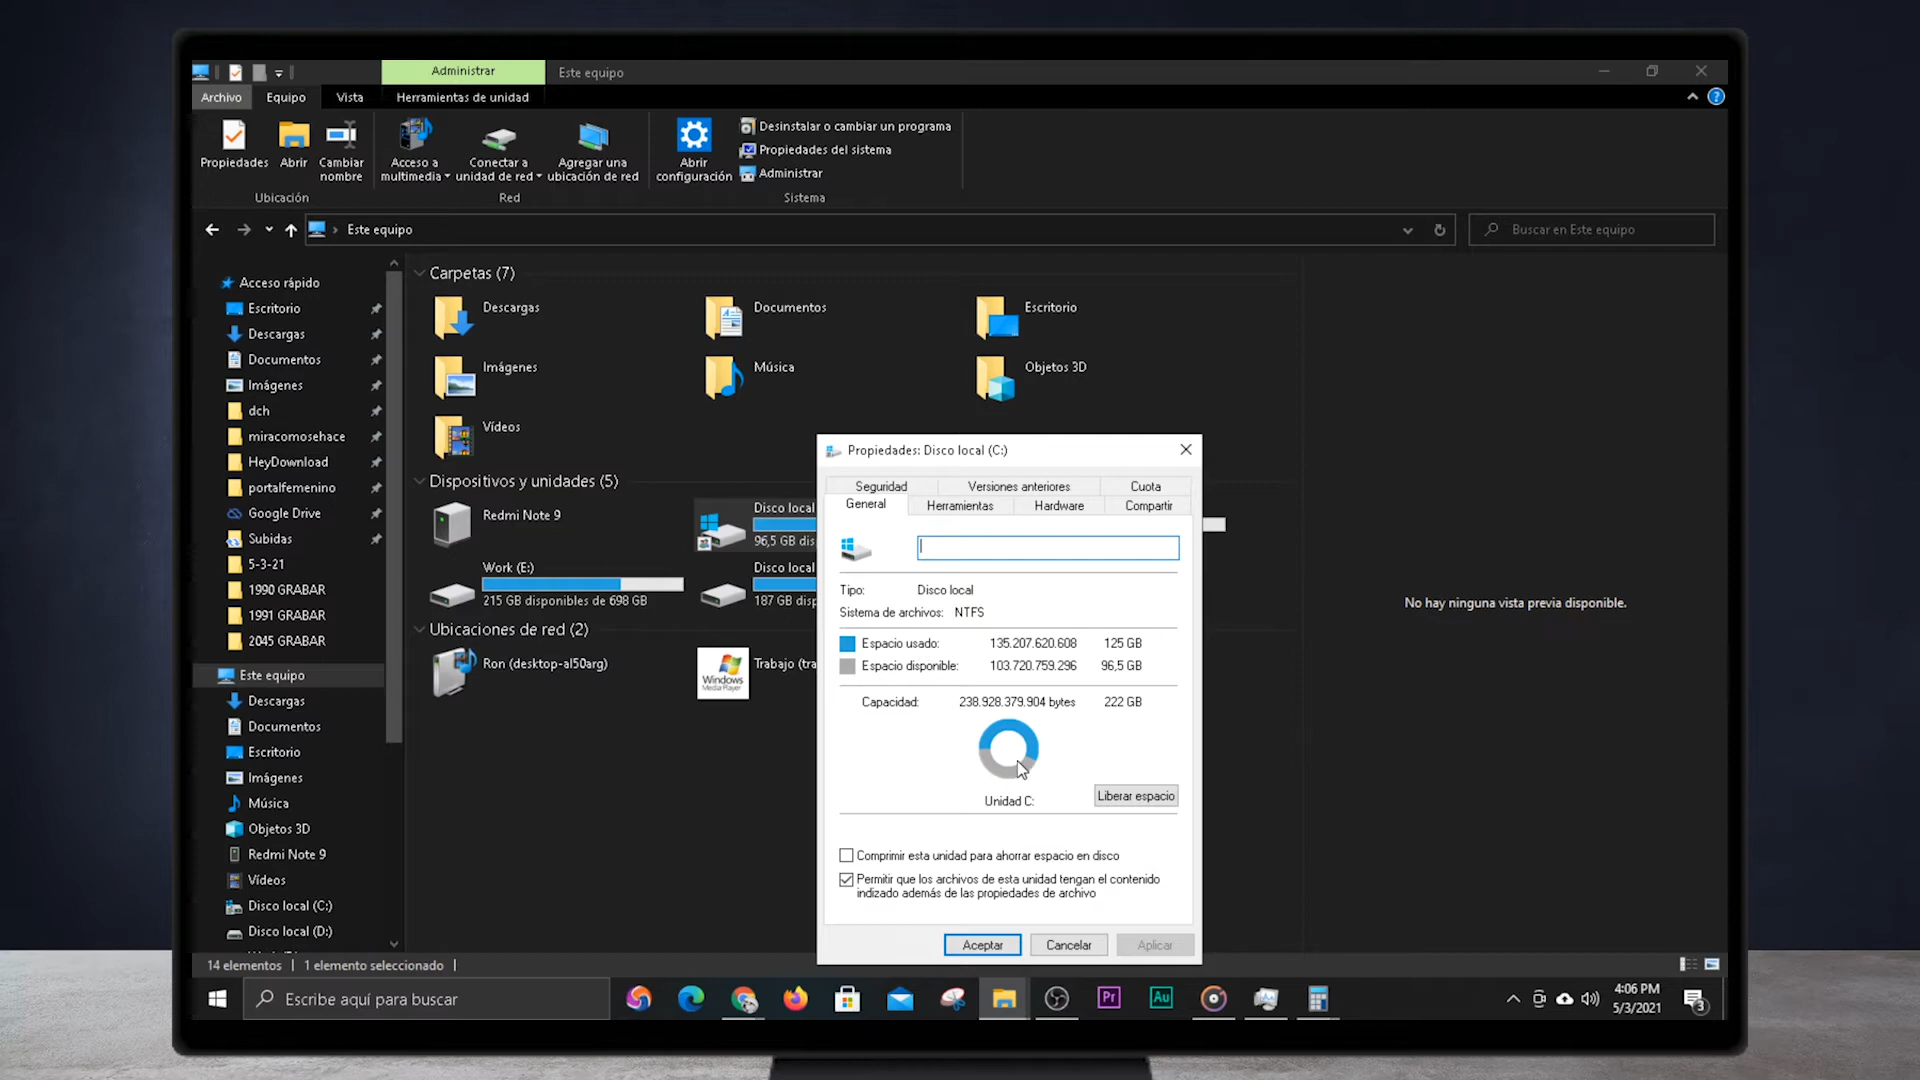 Administrar
Este equipo
Archivo
Equipo
Vista
Herramientas de unidad
Propiedades
Abrir
Cambiar nombre
Acceso a multimedia
Conectar a unidad de red
Agregar una ubicación de red
Abrir configuración
Desinstalar o cambiar un programa
Propiedades del sistema
Administrar
Ubicación
Red
Sistema
Este equipo
Buscar en Este equipo
Acceso rápido
Escritorio
Descargas
Documentos
Imágenes
dch
miracomosehace
HeyDownload
portalfemenino
Google Drive
Subidas
5-3-21
1990 GRABAR
1991 GRABAR
2045 GRABAR
Este equipo
Descargas
Documentos
Escritorio
Imágenes
Música
Objetos 3D
Redmi Note 9
Vídeos
Disco local (C:)
Disco local (D:)
Carpetas (7)
Descargas
Documentos
Escritorio
Imágenes
Música
Objetos 3D
Vídeos
Dispositivos y unidades (5)
Redmi Note 9
Disco local
96,5 GB dis
Work (E:)
215 GB disponibles de 698 GB
Disco local
187 GB disp
Ubicaciones de red (2)
Ron (desktop-al50arg)
Windows
Media Player
Trabajo (tra
No hay ninguna vista previa disponible.
Propiedades: Disco local (C:)
Seguridad
Versiones anteriores
Cuota
General
Herramientas
Hardware
Compartir
Tipo: Disco local
Sistema de archivos: NTFS
Espacio usado: 135.207.620.608 125 GB
Espacio disponible: 103.720.759.296 96,5 GB
Capacidad: 238.928.379.904 bytes 222 GB
Unidad C:
Liberar espacio
Comprimir esta unidad para ahorrar espacio en disco
Permitir que los archivos de esta unidad tengan el contenido
indizado además de las propiedades de archivo
Aceptar
Cancelar
Aplicar
14 elementos
1 elemento seleccionado
Escribe aquí para buscar
Pr
Au
4:06 PM
5/3/2021
3